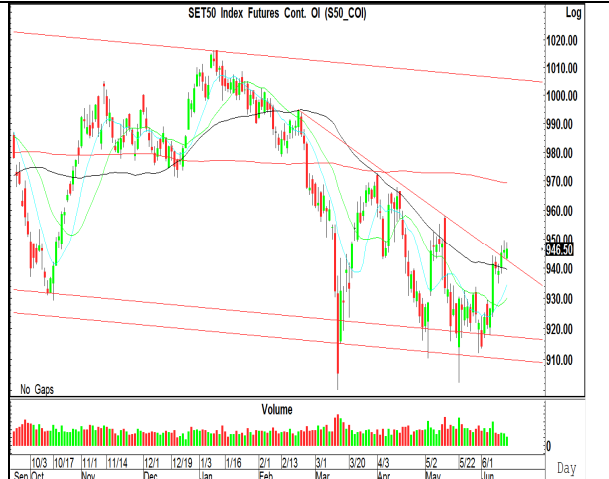 SET50 Index Futures Cont. OI (S50_COI)
Log
1020.00
1010.00
1000.00
990.00
980.00
970.00
960.00
950.00
946.50
940.00
930.00
920.00
910.00
No Gaps
Volume
0
10/3 10/17 11/1 11/14 12/1 12/19 1/3 1/16 2/1 2/13 3/1 3/20 4/3 5/2 5/22 6/1
Sep Oct Nov Dec Jan Feb Mar Apr May Jun
Day